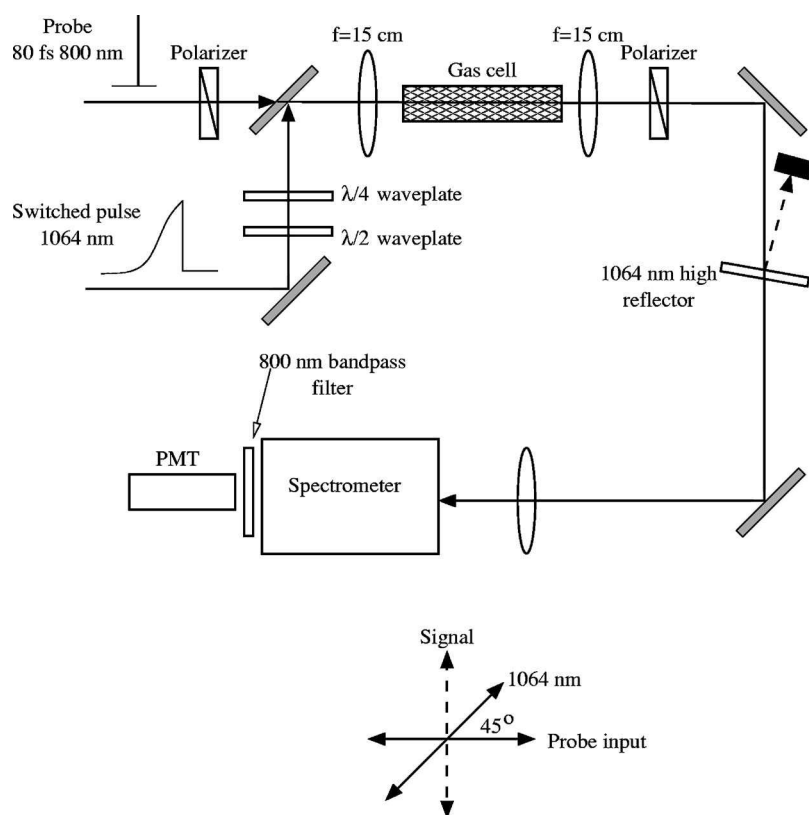 Probe
80 fs 800 nm
Polarizer
f=15 cm
Gas cell
f=15 cm
Polarizer
λ/4 waveplate
λ/2 waveplate
Switched pulse
1064 nm
1064 nm high
reflector
800 nm bandpass
filter
PMT
Spectrometer
Signal
1064 nm
45°
Probe input